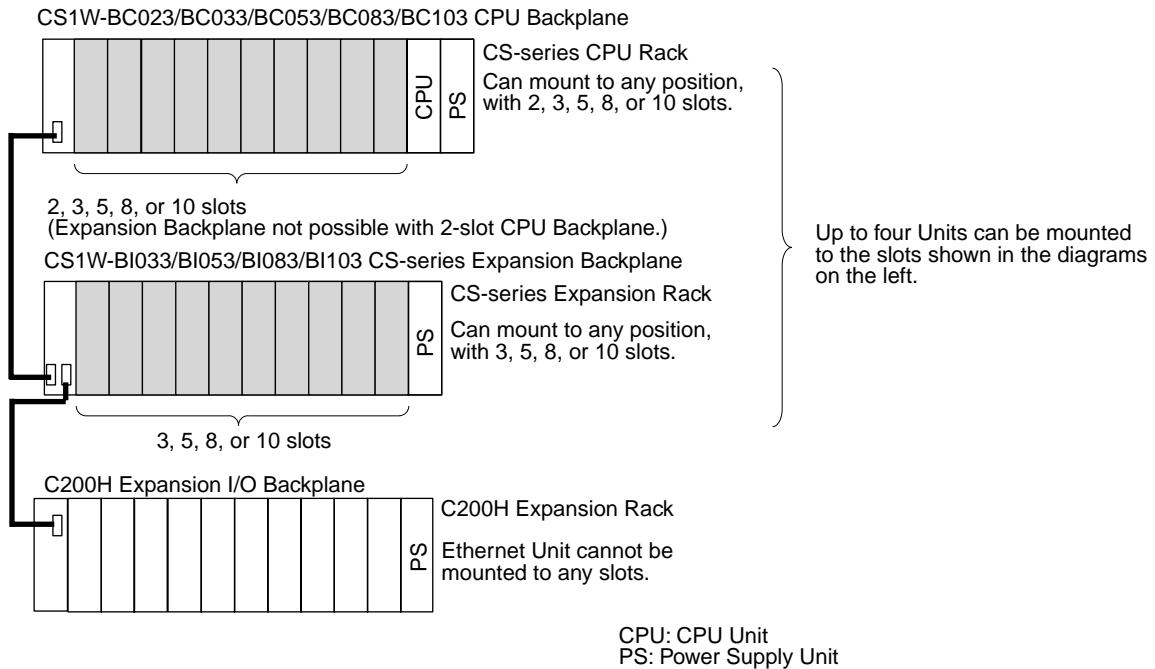 CS1W-BC023/BC033/BC053/BC083/BC103 CPU Backplane
CPU
PS
CS-series CPU Rack
Can mount to any position,
with 2, 3, 5, 8, or 10 slots.
2, 3, 5, 8, or 10 slots
(Expansion Backplane not possible with 2-slot CPU Backplane.)
CS1W-BI033/BI053/BI083/BI103 CS-series Expansion Backplane
PS
CS-series Expansion Rack
Can mount to any position,
with 3, 5, 8, or 10 slots.
3, 5, 8, or 10 slots
Up to four Units can be mounted
to the slots shown in the diagrams
on the left.
C200H Expansion I/O Backplane
PS
C200H Expansion Rack
Ethernet Unit cannot be
mounted to any slots.
CPU: CPU Unit
PS: Power Supply Unit